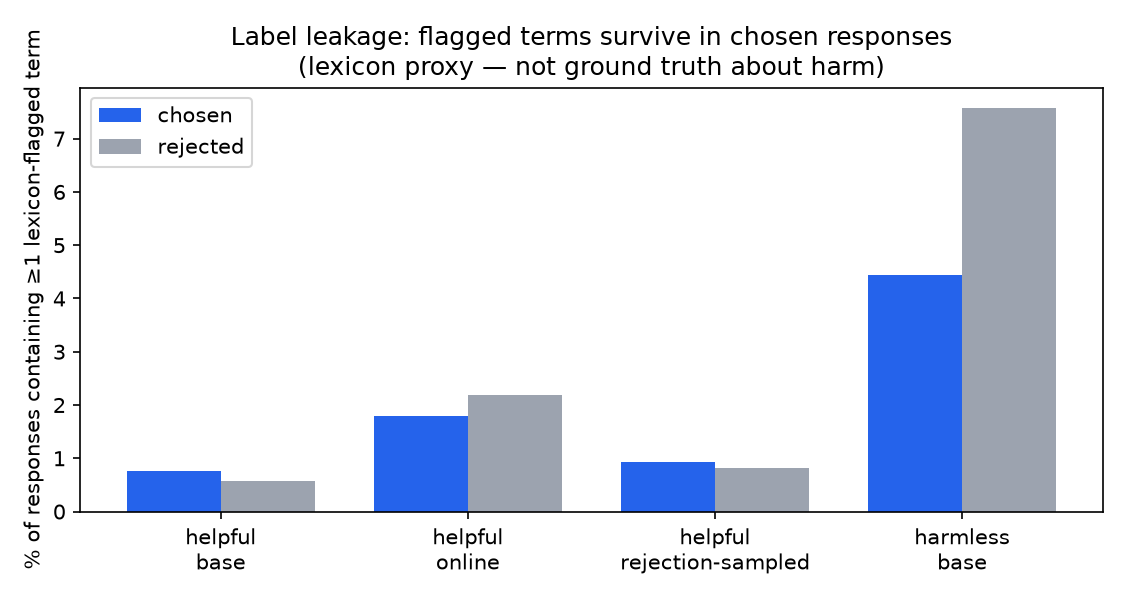 Label leakage: flagged terms survive in chosen responses
(lexicon proxy — not ground truth about harm)
% of responses containing ≥1 lexicon-flagged term
chosen
rejected
7
6
5
4
3
2
1
0
helpful
base
helpful
online
helpful
rejection-sampled
harmless
base